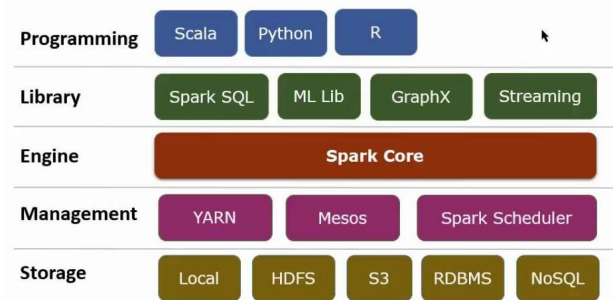 Programming Scala Python R
Library Spark SQL ML Lib GraphX Streaming
Engine Spark Core
Management YARN Mesos Spark Scheduler
Storage Local HDFS S3 RDBMS NoSQL